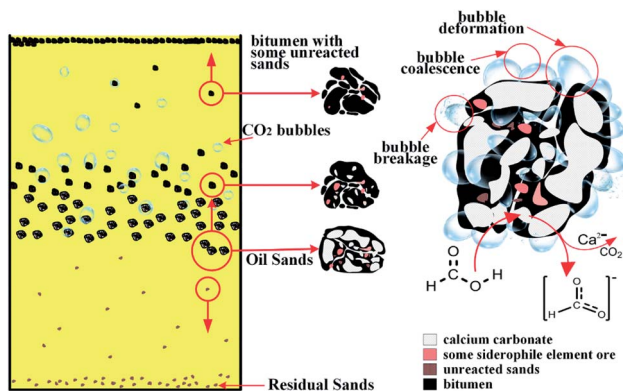 bitumen with
some unreacted
sands
CO2 bubbles
Oil Sands
Residual Sands
bubble
deformation
bubble
coalescence
bubble
breakage
O
H
O
H
Ca²⁻
CO2
O
H
O
-
calcium carbonate
some siderophile element ore
unreacted sands
bitumen